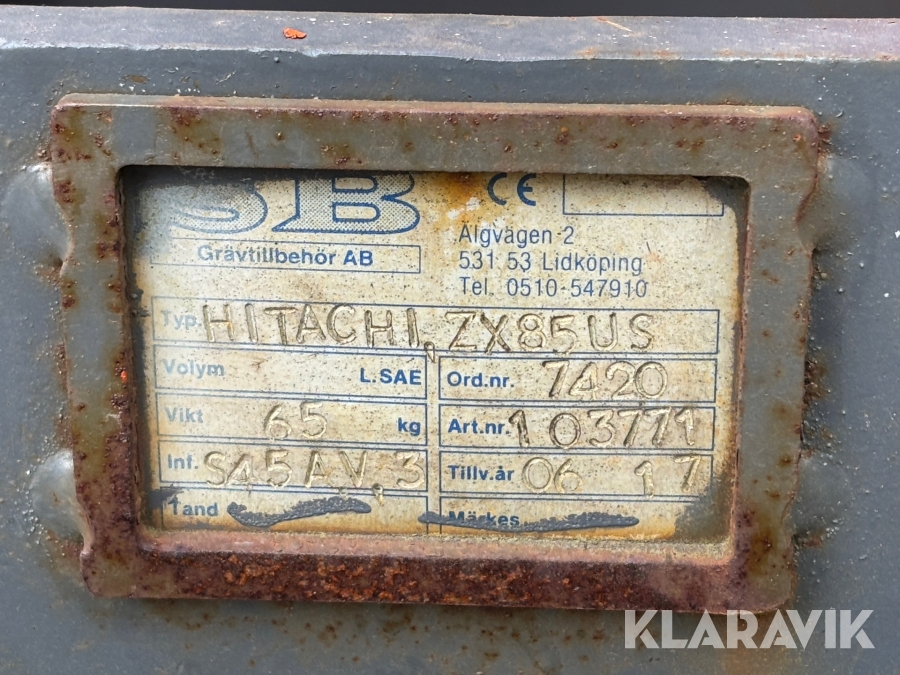 SB CE
Grävtillbehör AB
Älgvägen 2
531 53 Lidköping
Tel. 0510-547910
Typ. HITACHI, ZX85US
Volym L.SAE Ord.nr. 7420
Vikt 65 kg Art.nr. 103771
Inf. S45AV,3 Tillv.år 06 17
Tand Märkes
KLARAVIK